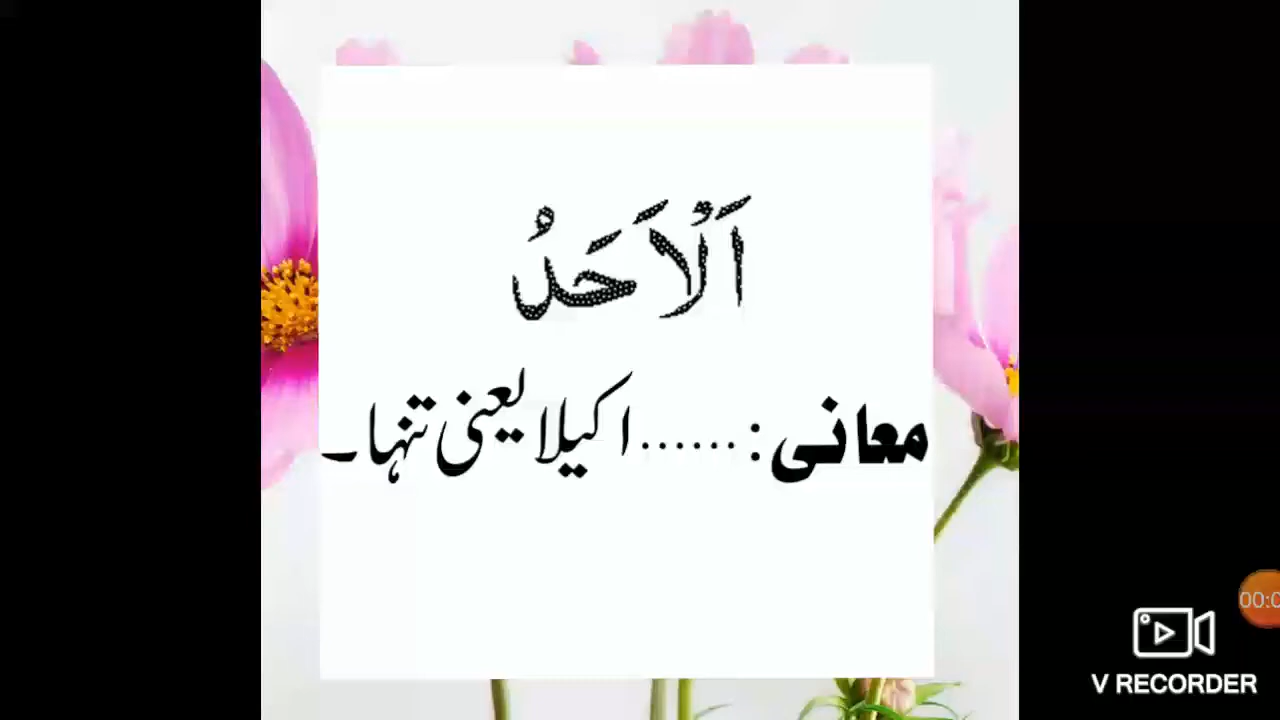 اَلْاَحَدُ
معانی:......اکیلا یعنی تنہا۔
00:0
V RECORDER